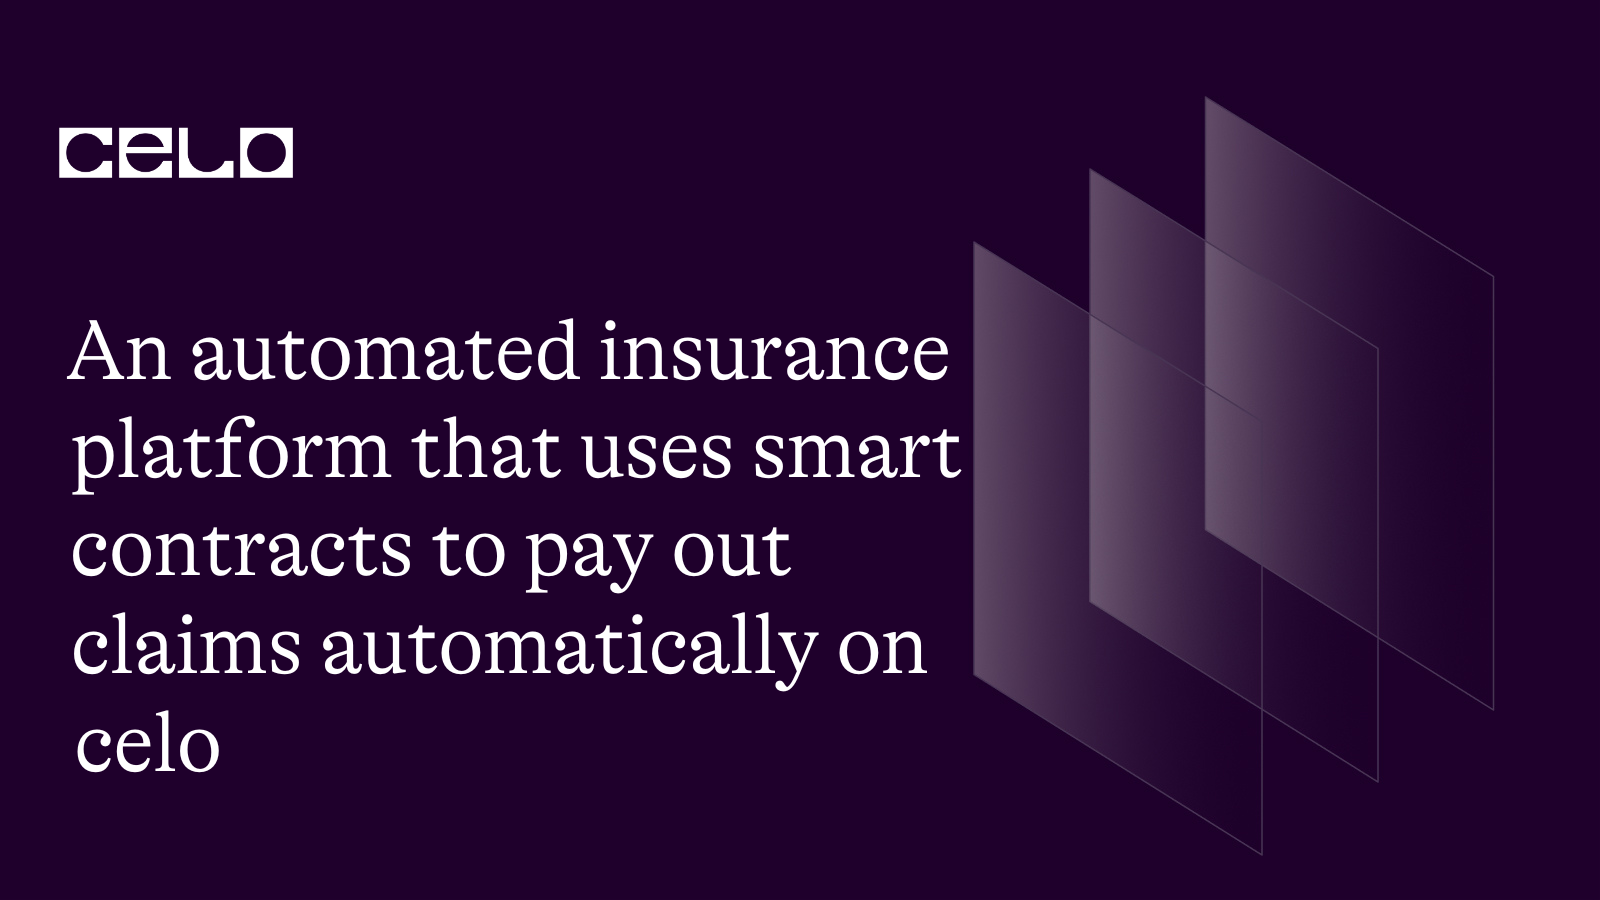 celo
An automated insurance
platform that uses smart
contracts to pay out
claims automatically on
celo